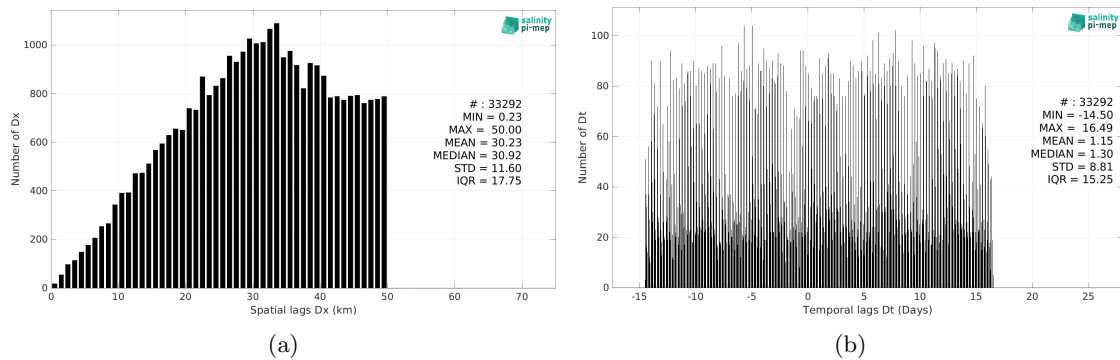 salinity
pi-mep
1000
800
600
400
200
0
Number of Dx
# : 33292
MIN = 0.23
MAX = 50.00
MEAN = 30.23
MEDIAN = 30.92
STD = 11.60
IQR = 17.75
0 10 20 30 40 50 60 70
Spatial lags Dx (km)
(a)
salinity
pi-mep
100
80
60
40
20
0
Number of Dt
# : 33292
MIN = -14.50
MAX = 16.49
MEAN = 1.15
MEDIAN = 1.30
STD = 8.81
IQR = 15.25
-15 -10 -5 0 5 10 15 20 25
Temporal lags Dt (Days)
(b)